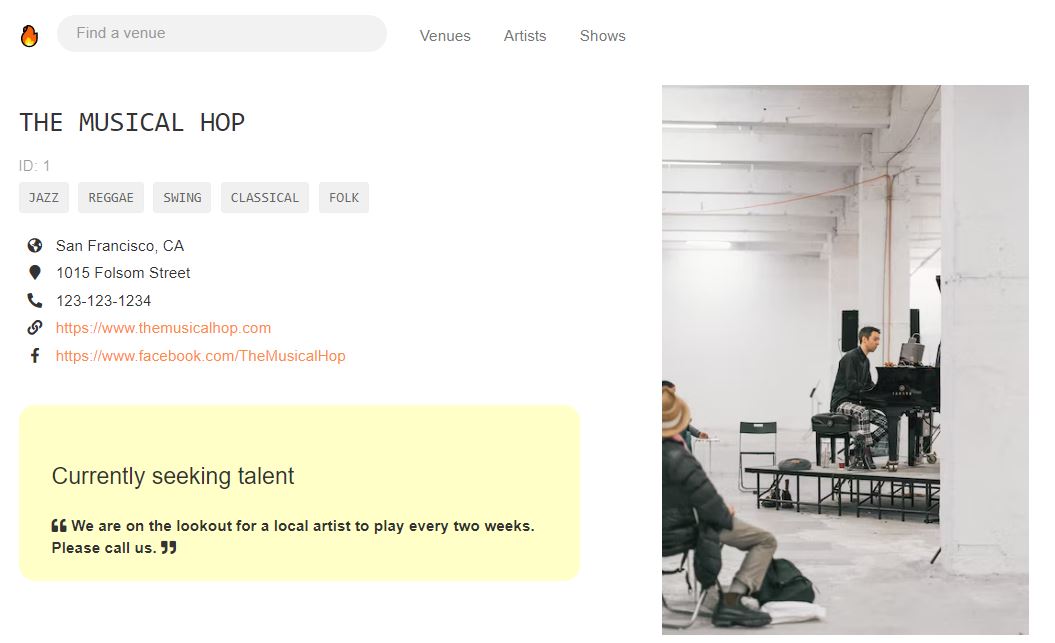 Find a venue
Venues
Artists
Shows
THE MUSICAL HOP
ID: 1
JAZZ
REGGAE
SWING
CLASSICAL
FOLK
San Francisco, CA
1015 Folsom Street
123-123-1234
https://www.themusicalhop.com
https://www.facebook.com/TheMusicalHop
Currently seeking talent
“ We are on the lookout for a local artist to play every two weeks.
Please call us. ”